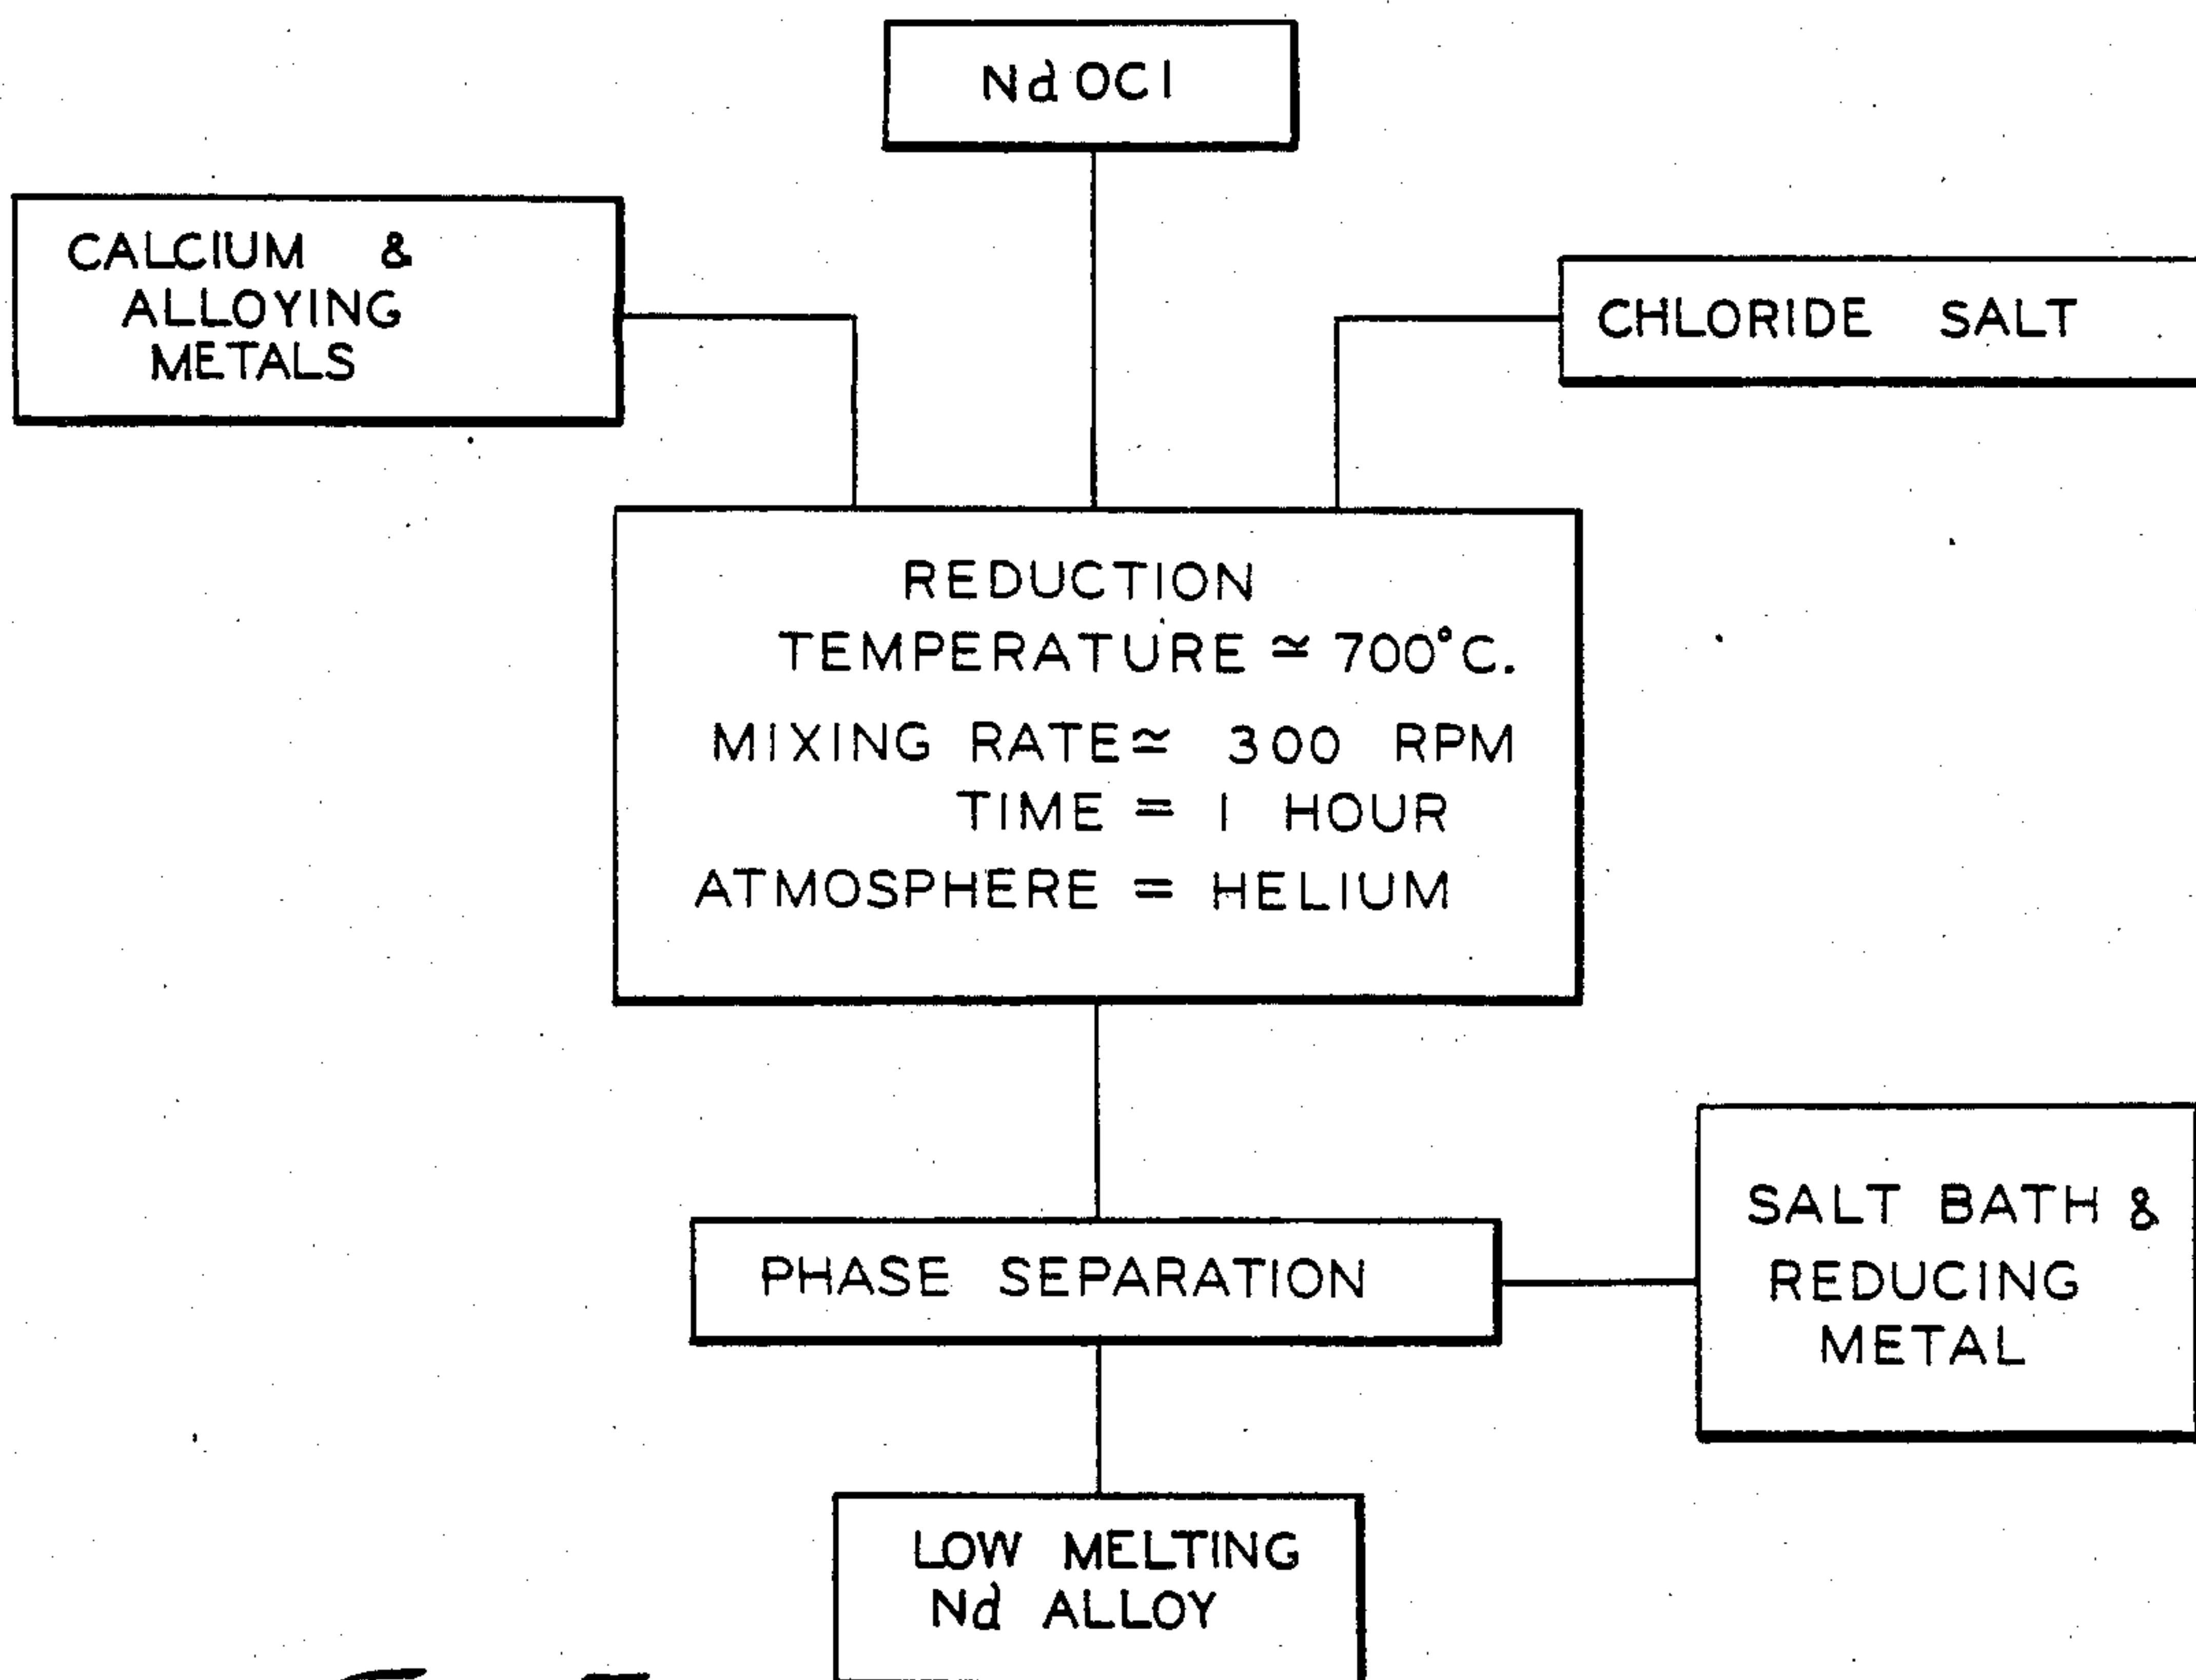 Nd OCl
CALCIUM &
ALLOYING
METALS
CHLORIDE SALT
REDUCTION
TEMPERATURE ≃ 700°C.
MIXING RATE ≃ 300 RPM
TIME = 1 HOUR
ATMOSPHERE = HELIUM
PHASE SEPARATION
SALT BATH &
REDUCING
METAL
LOW MELTING
Nd ALLOY